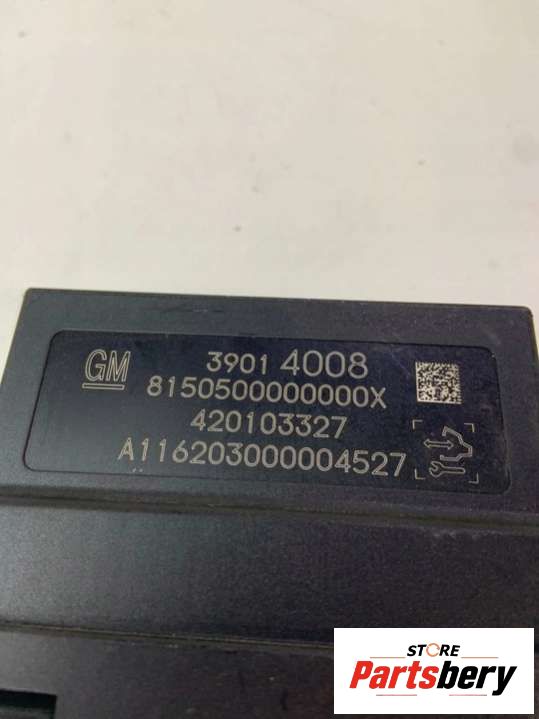 GM
3901 4008
8150500000000X
420103327
A116203000004527
STORE
Partsbery